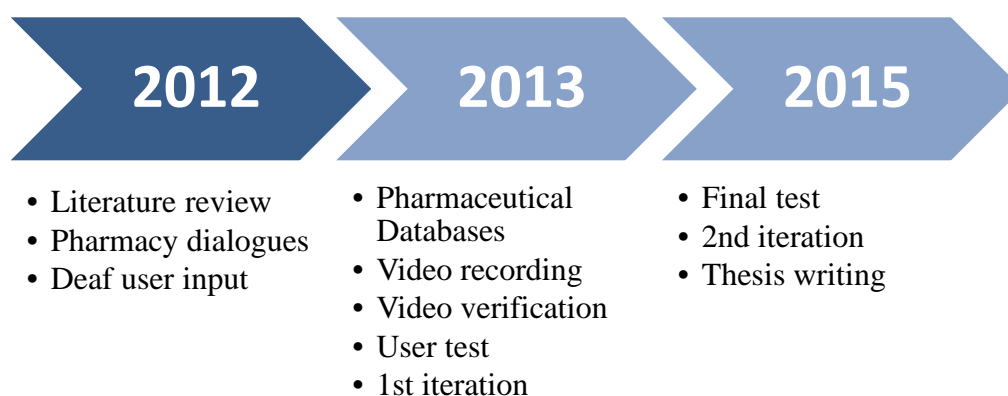 2012
• Literature review
• Pharmacy dialogues
• Deaf user input
2013
• Pharmaceutical
Databases
• Video recording
• Video verification
• User test
• 1st iteration
2015
• Final test
• 2nd iteration
• Thesis writing